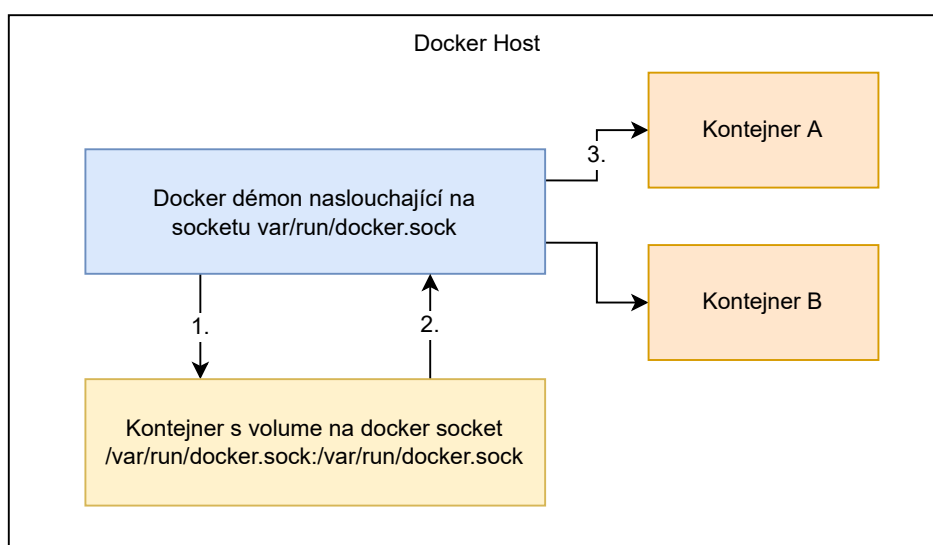 Docker Host
Kontejner A
3.
Docker démon naslouchající na
socketu var/run/docker.sock
Kontejner B
1.
2.
Kontejner s volume na docker socket
/var/run/docker.sock:/var/run/docker.sock